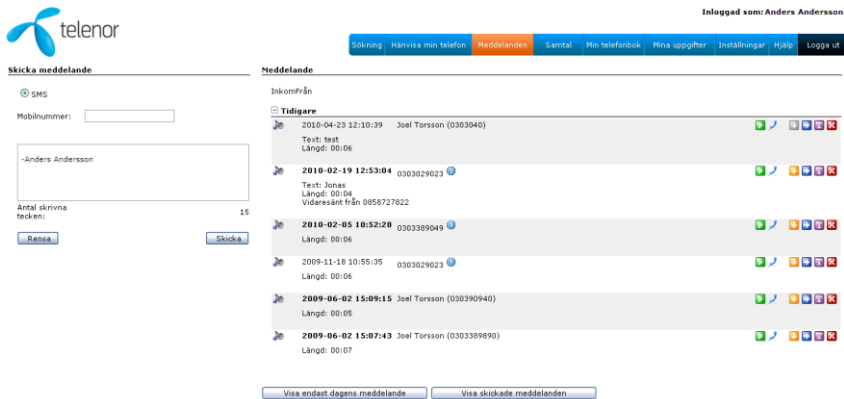 Inloggad som: Anders Andersson
telenor
Sökning Hänvisa min telefon Meddelanden Samtal Min telefonbok Mina uppgifter Inställningar Hjälp Logga ut
Skicka meddelande
SMS
Mobilnummer:
-Anders Andersson
Antal skrivna
tecken: 15
Rensa Skicka
Meddelande
InkomFrån
Tidigare
2010-04-23 12:10:39 Joel Torsson (0303040)
Text: test
Längd: 00:06
2010-02-19 12:53:04 0303029023
Text: Jonas
Längd: 00:04
Vidaresänt från 0858727822
2010-02-05 10:52:28 0303389049
Längd: 00:06
2009-11-18 10:55:35 0303029023
Längd: 00:06
2009-06-02 15:09:15 Joel Torsson (030390940)
Längd: 00:05
2009-06-02 15:07:43 Joel Torsson (0303389890)
Längd: 00:07
Visa endast dagens meddelande Visa skickade meddelanden